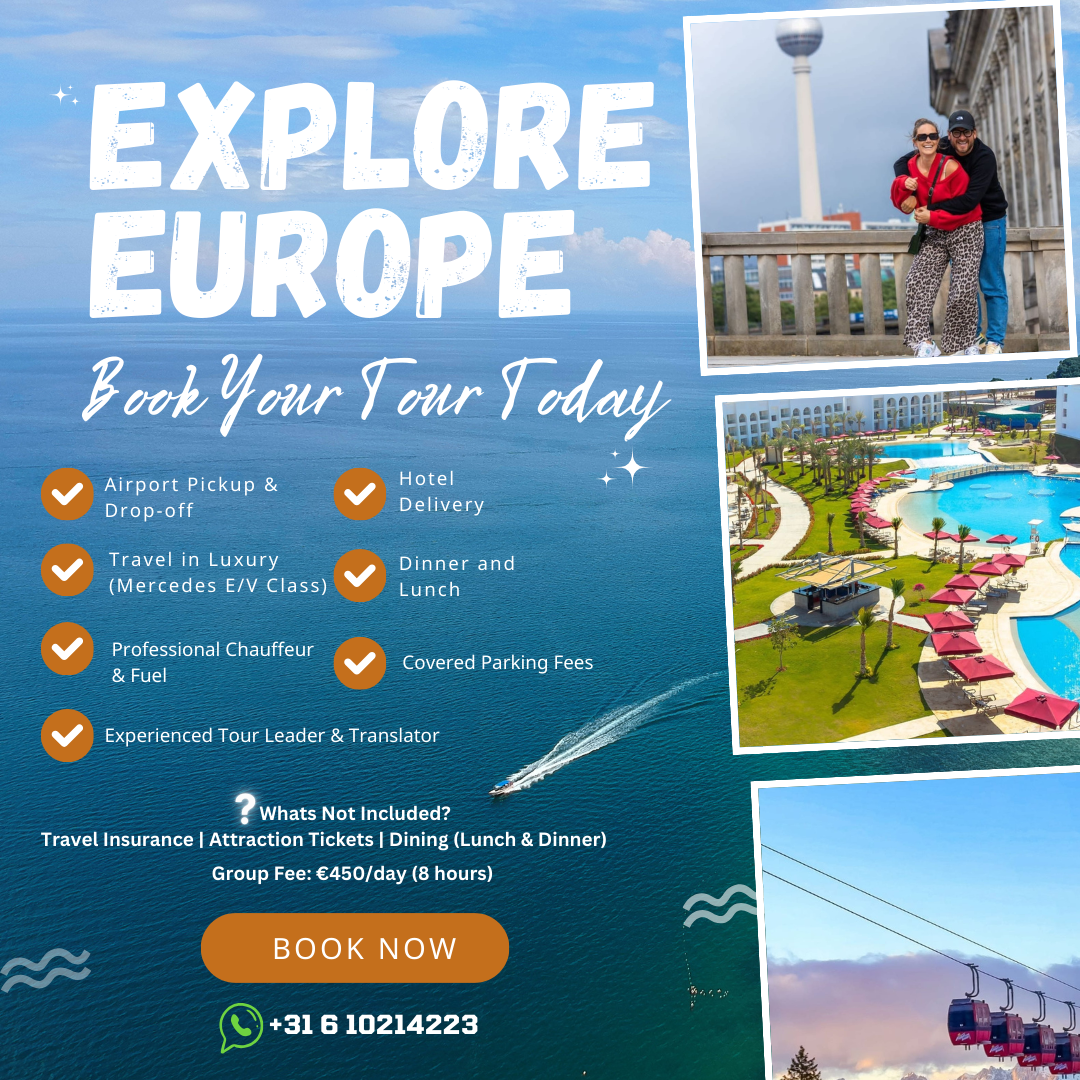 EXPLORE
EUROPE
Book Your Tour Today
Airport Pickup &
Drop-off
Hotel
Delivery
Travel in Luxury
(Mercedes E/V Class)
Dinner and
Lunch
Professional Chauffeur
& Fuel
Covered Parking Fees
Experienced Tour Leader & Translator
?Whats Not Included?
Travel Insurance | Attraction Tickets | Dining (Lunch & Dinner)
Group Fee: €450/day (8 hours)
BOOK NOW
+31 6 10214223